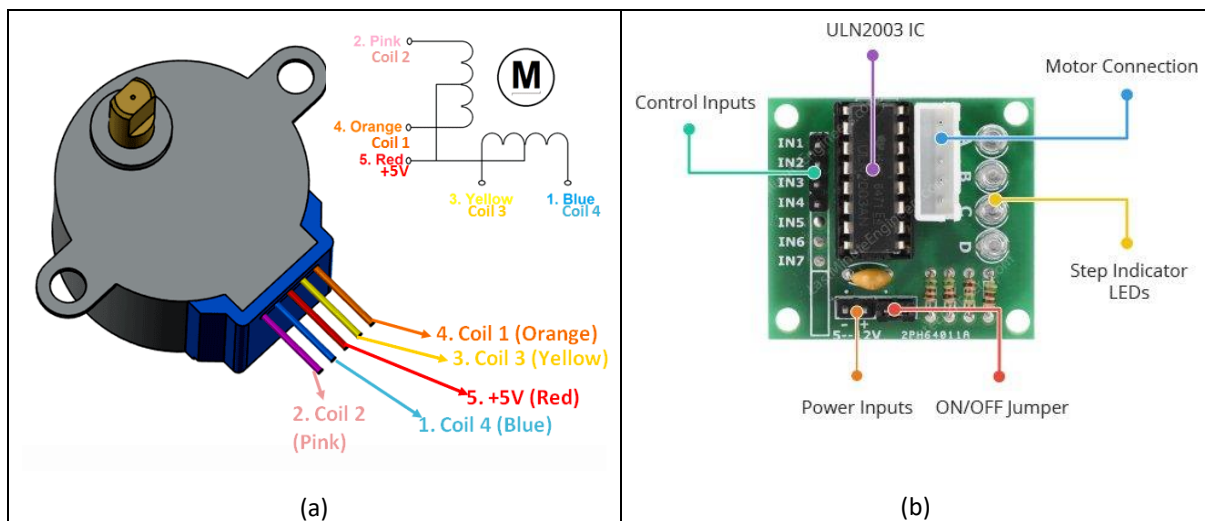 2. Pink
Coil 2
M
4. Orange
Coil 1
5. Red
+5V
3. Yellow
Coil 3
1. Blue
Coil 4
4. Coil 1 (Orange)
3. Coil 3 (Yellow)
5. +5V (Red)
2. Coil 2
(Pink)
1. Coil 4 (Blue)
(a)
ULN2003 IC
Motor Connection
Control Inputs
IN1
IN2
IN3
IN4
IN5
IN6
IN7
B
C
D
- +
2PH64011A
Step Indicator
LEDs
Power Inputs
ON/OFF Jumper
(b)